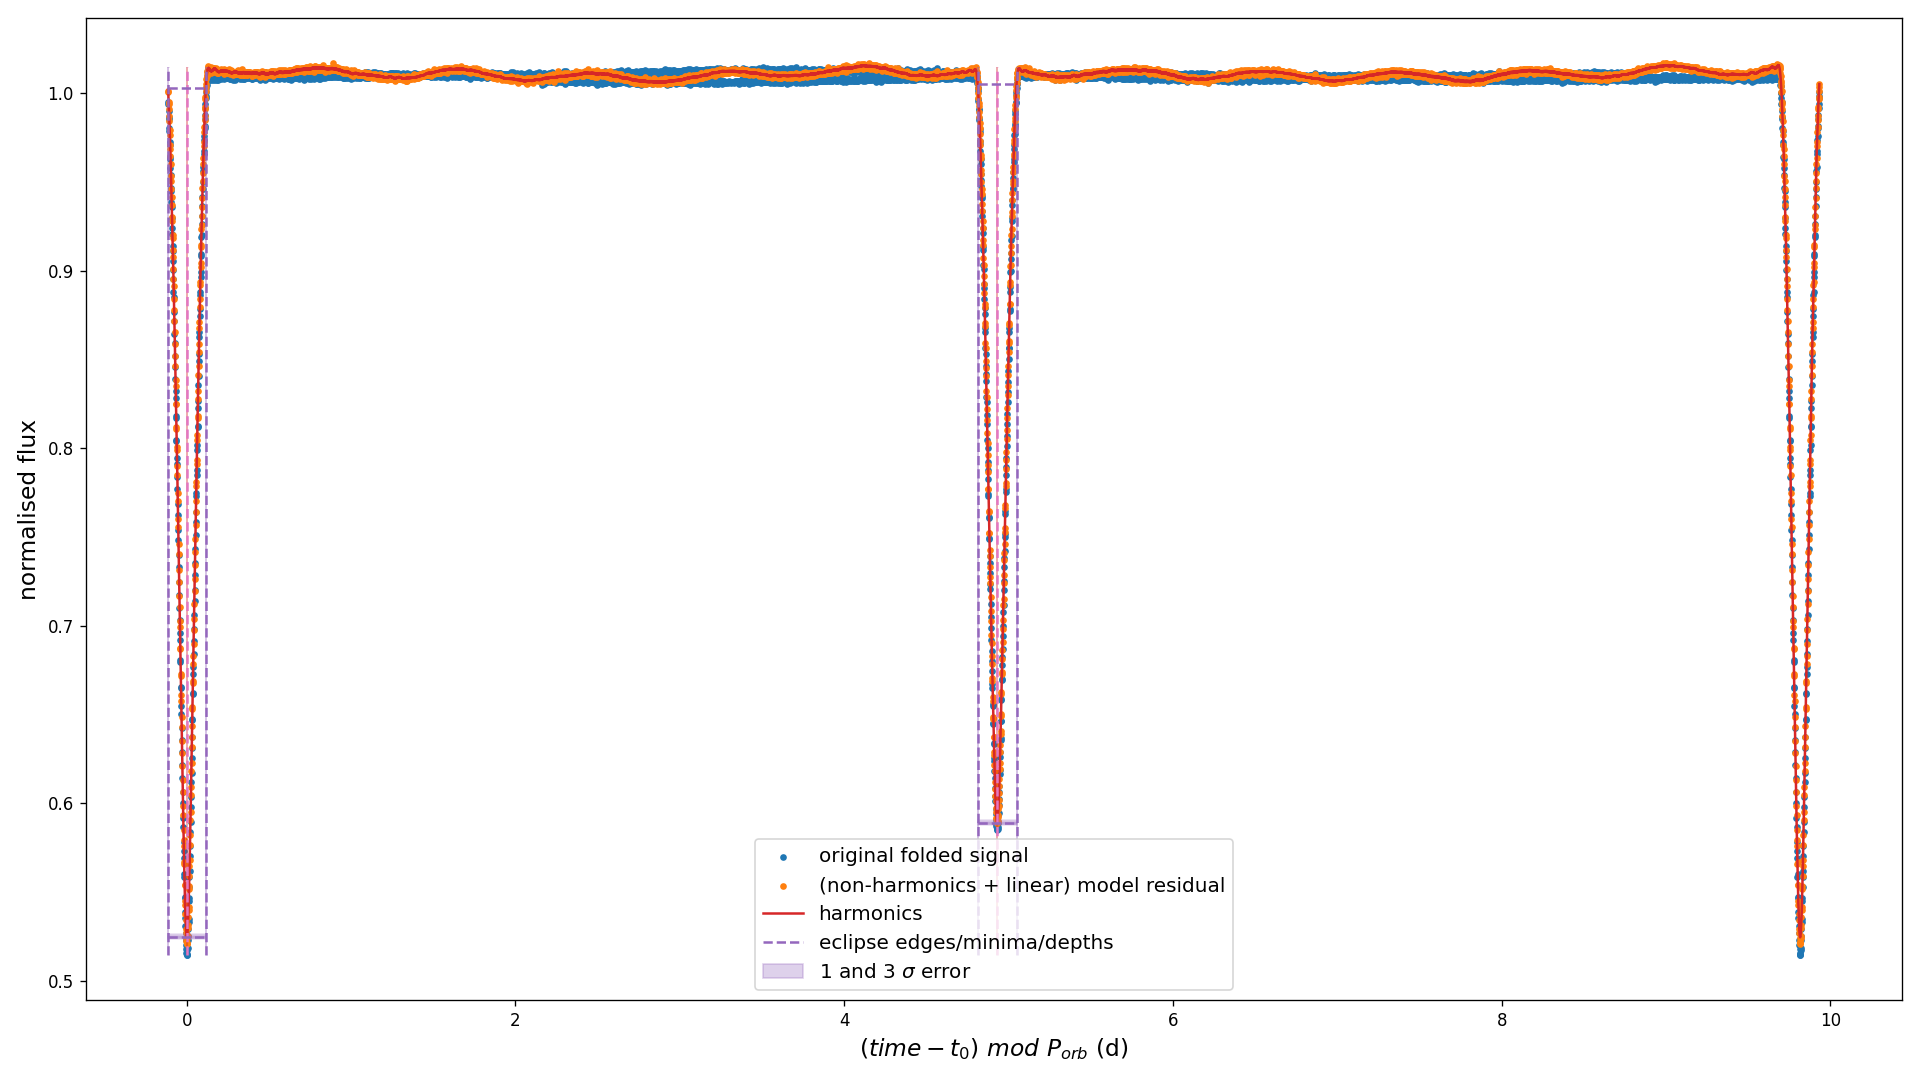 normalised flux
1.0
0.9
0.8
0.7
0.6
0.5
original folded signal
(non-harmonics + linear) model residual
harmonics
eclipse edges/minima/depths
1 and 3 σ error
0 2 4 6 8 10
(time − t₀) mod Pₒᵣb (d)